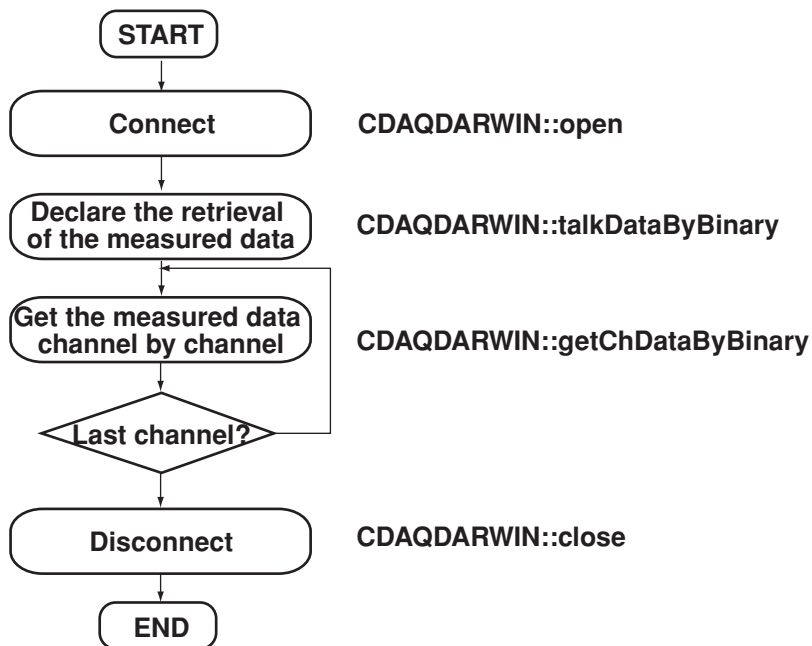 START
Connect
CDAQDARWIN::open
Declare the retrieval
of the measured data
CDAQDARWIN::talkDataByBinary
Get the measured data
channel by channel
CDAQDARWIN::getChDataByBinary
Last channel?
Disconnect
CDAQDARWIN::close
END